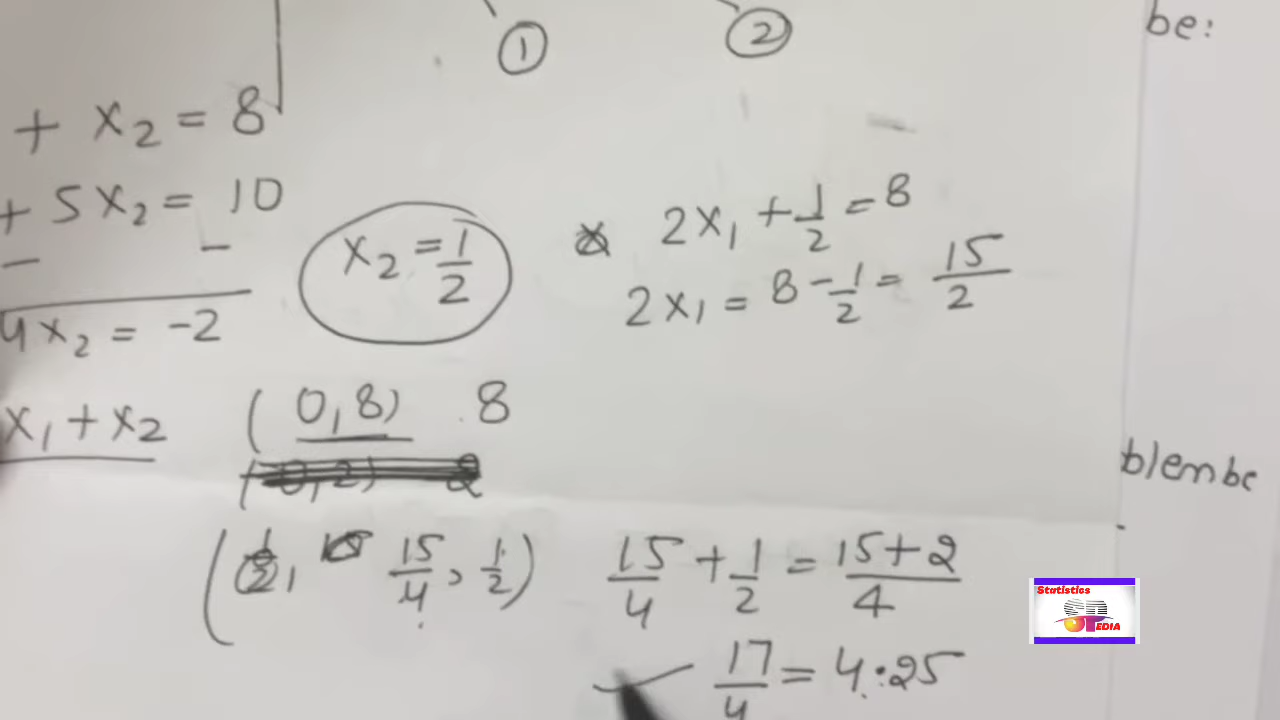 ① ②
be:
+ x₂ = 8
+ 5x₂ = 10
− −
4x₂ = -2
x₂ = 1/2
2x₁ + 1/2 = 8
2x₁ = 8 - 1/2 = 15/2
x₁ + x₂ (0,8) 8
blembe
(15/4, 1/2) 15/4 + 1/2 = (15+2)/4
17/4 = 4.25
Statistics
PEDIA